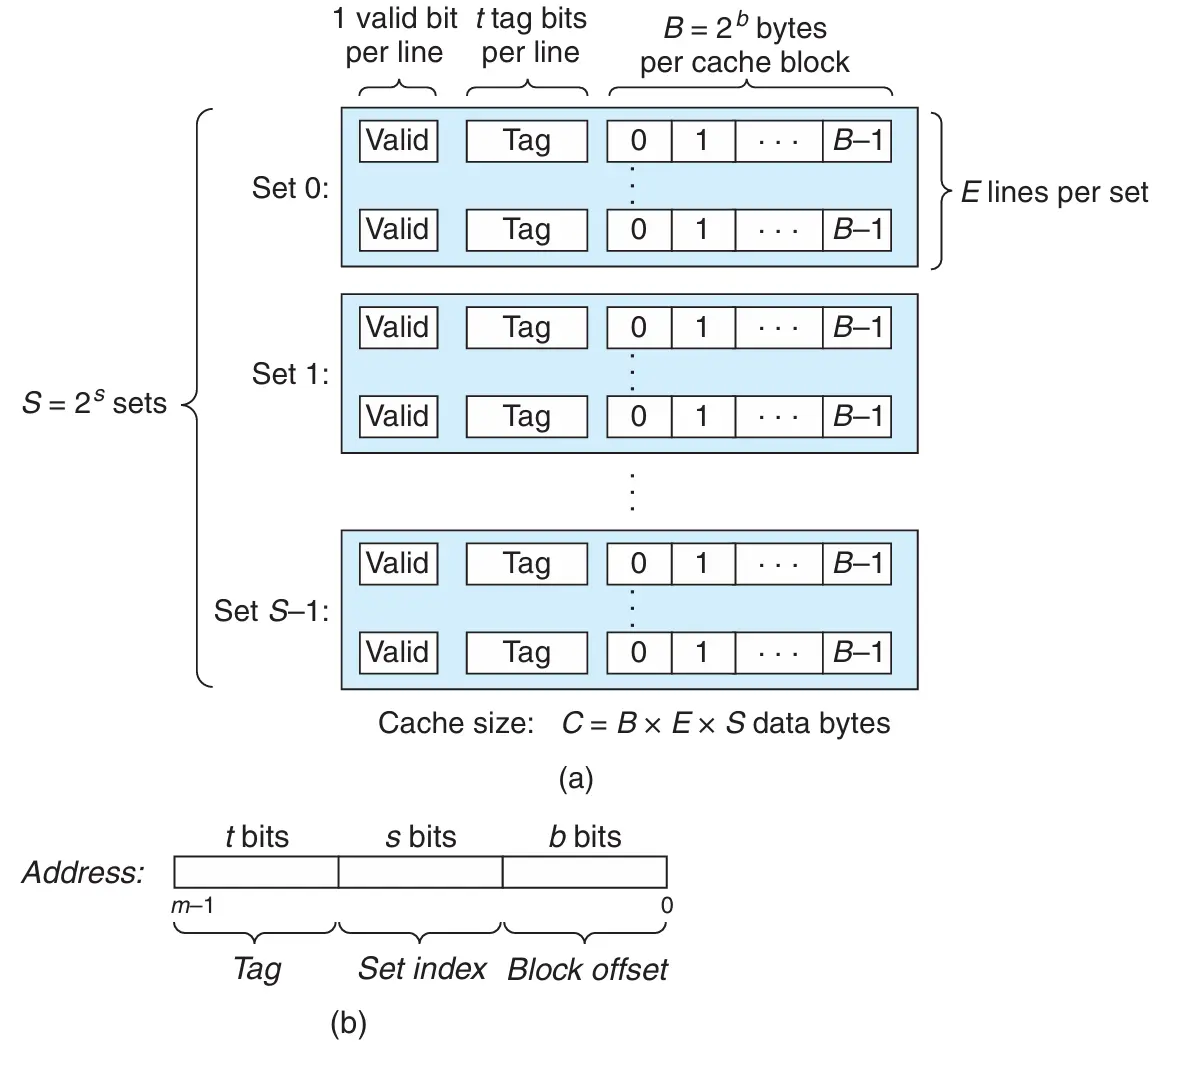 1 valid bit
per line
t tag bits
per line
B = 2^b bytes
per cache block
Valid Tag 0 1 · · · B–1
Set 0:
Valid Tag 0 1 · · · B–1
E lines per set
Valid Tag 0 1 · · · B–1
Set 1:
Valid Tag 0 1 · · · B–1
S = 2^s sets
Valid Tag 0 1 · · · B–1
Set S–1:
Valid Tag 0 1 · · · B–1
Cache size: C = B × E × S data bytes
(a)
t bits s bits b bits
Address:
m–1 0
Tag Set index Block offset
(b)